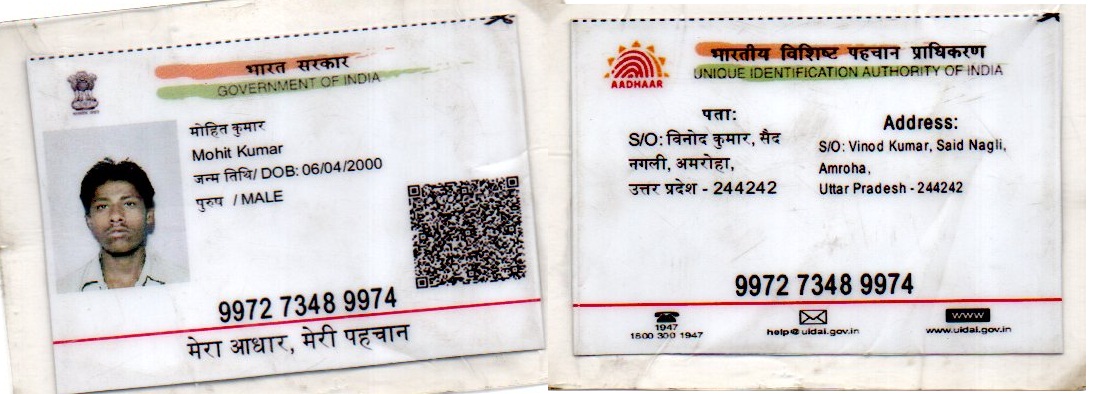 भारत सरकार
GOVERNMENT OF INDIA
मोहित कुमार
Mohit Kumar
जन्म तिथि/ DOB: 06/04/2000
पुरुष / MALE
9972 7348 9974
मेरा आधार, मेरी पहचान
AADHAAR
भारतीय विशिष्ट पहचान प्राधिकरण
UNIQUE IDENTIFICATION AUTHORITY OF INDIA
पता:
S/O: विनोद कुमार, सैद
नगली, अमरोहा,
उत्तर प्रदेश - 244242
Address:
S/O: Vinod Kumar, Said Nagli,
Amroha,
Uttar Pradesh - 244242
9972 7348 9974
1947
1800 300 1947
help@uidai.gov.in
www
www.uidai.gov.in